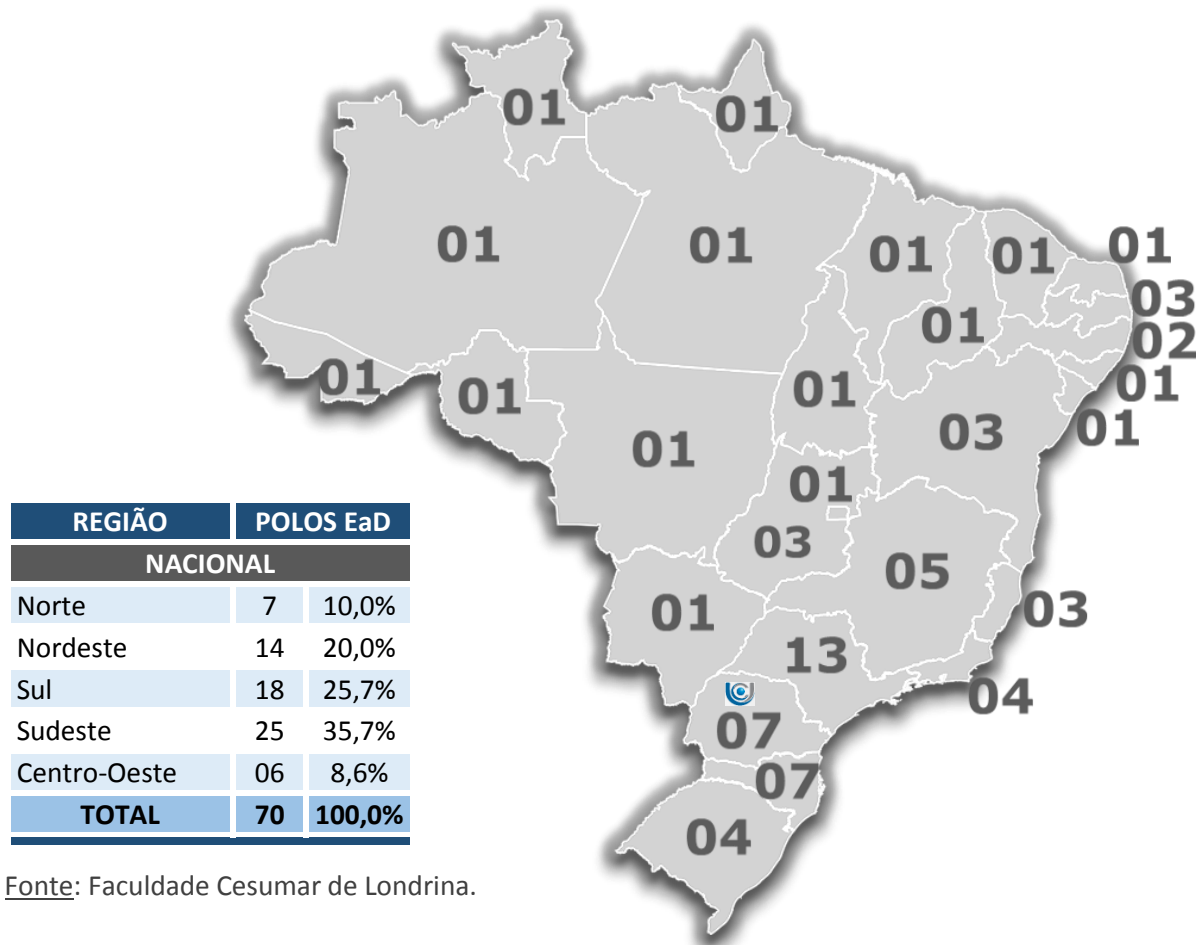 01 01
01 01 01 01 01
03
01 02
01 01 01 01
01 03 01
01
01
03 05
01 03
13
04
07
07
04
REGIÃO POLOS EaD
NACIONAL
Norte 7 10,0%
Nordeste 14 20,0%
Sul 18 25,7%
Sudeste 25 35,7%
Centro-Oeste 06 8,6%
TOTAL 70 100,0%
Fonte: Faculdade Cesumar de Londrina.